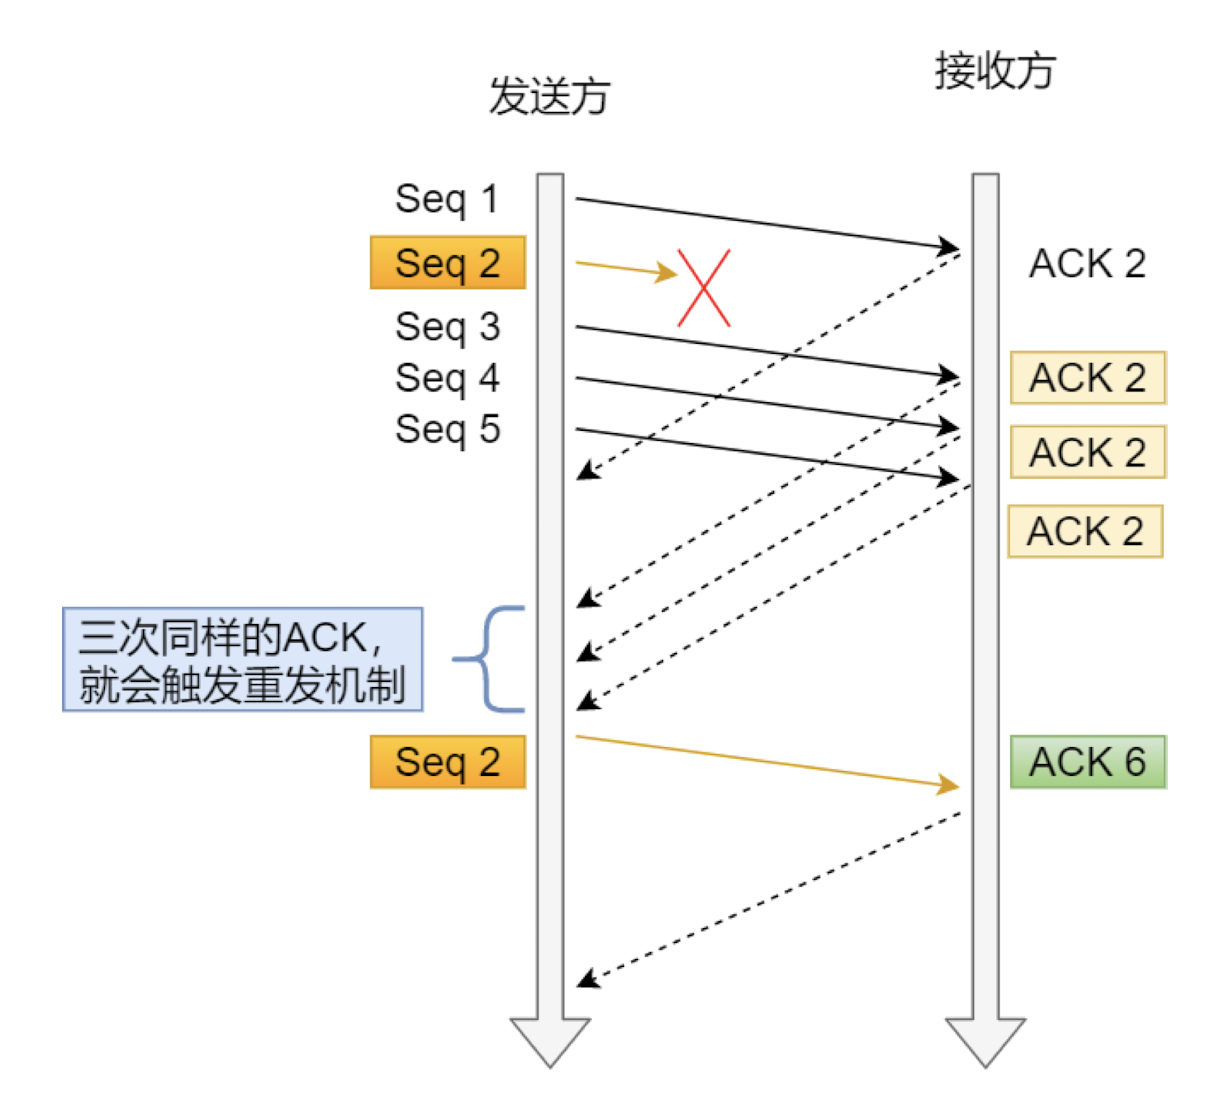 发送方
接收方
Seq 1
Seq 2
ACK 2
Seq 3
Seq 4
ACK 2
Seq 5
ACK 2
ACK 2
三次同样的ACK，
就会触发重发机制
Seq 2
ACK 6